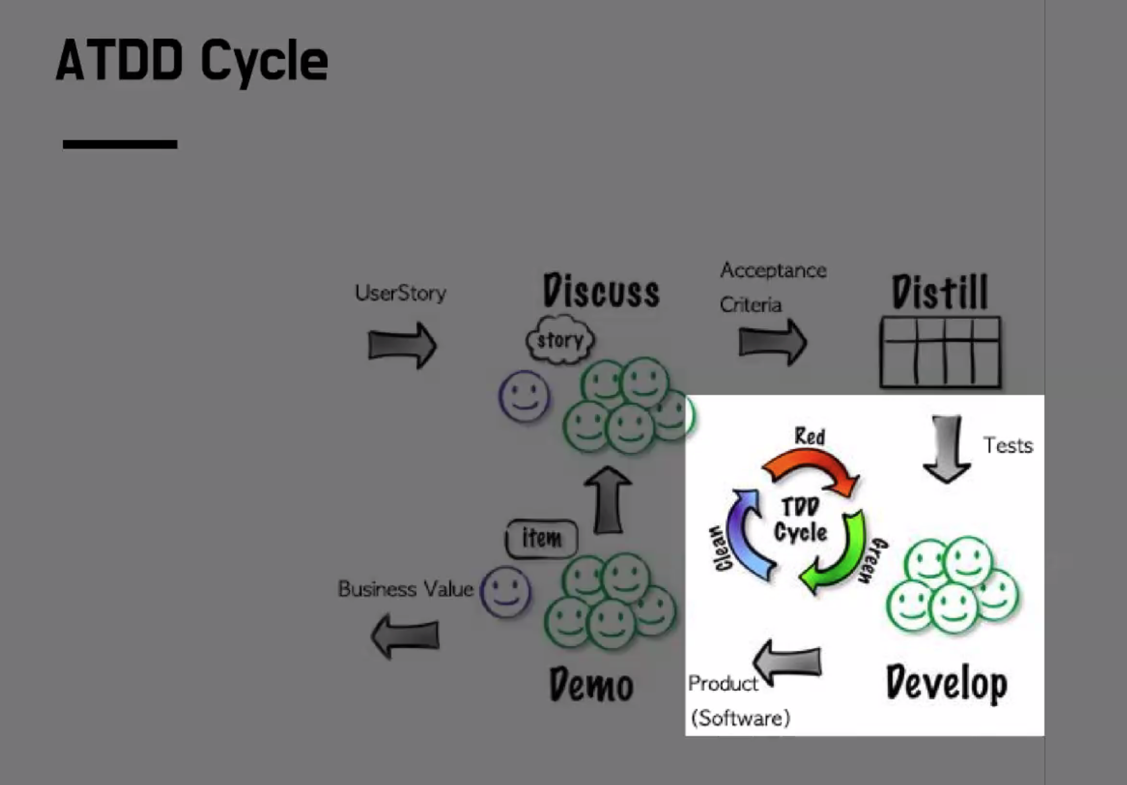 ATDD Cycle
UserStory
Discuss
story
Acceptance
Criteria
Distill
Tests
Red
TDD
Cycle
Green
Clean
Develop
Product
(Software)
item
Business Value
Demo